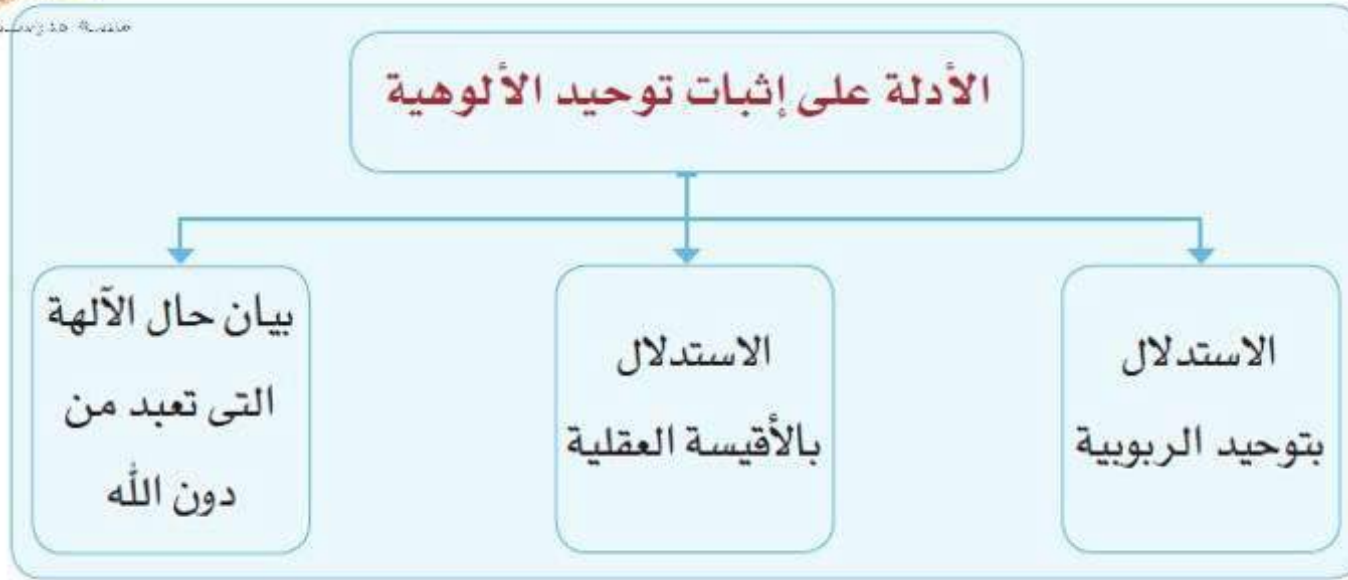 الأدلة على إثبات توحيد الألوهية
الاستدلال
بتوحيد الربوبية
الاستدلال
بالأقيسة العقلية
بيان حال الآلهة
التى تعبد من
دون الله